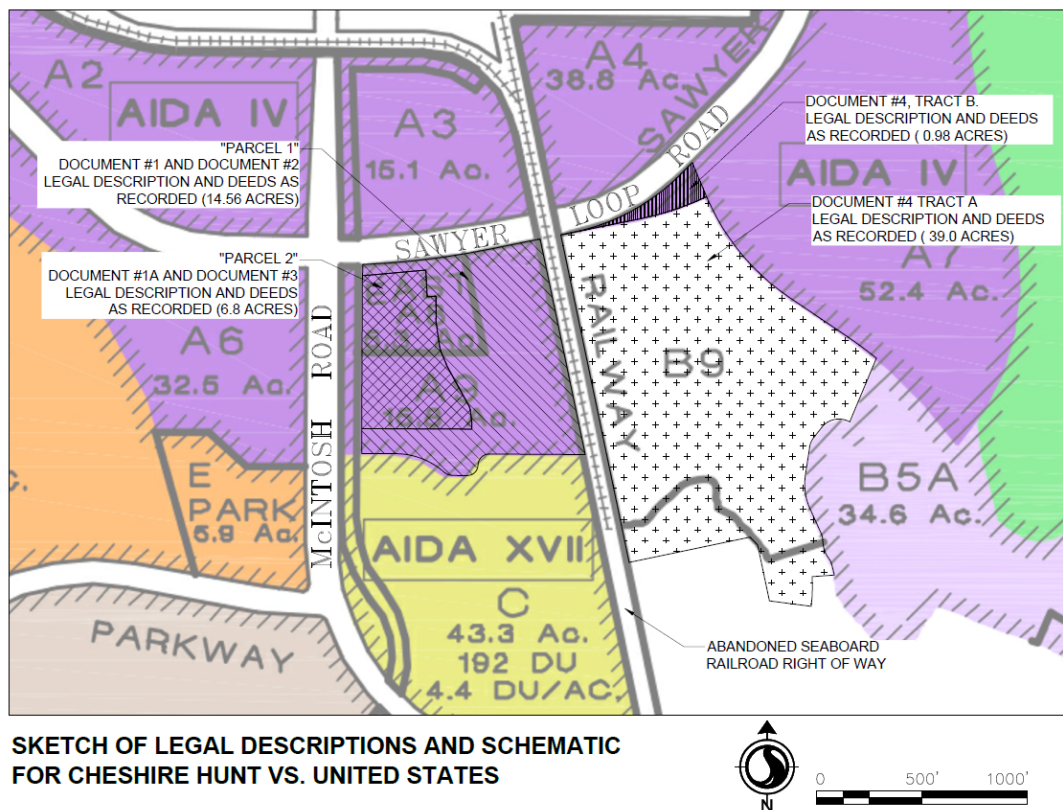 A2
AIDA IV
A3
15.1 Ac.
A4
38.8 Ac.
SAWYER
LOOP
ROAD
"PARCEL 1"
DOCUMENT #1 AND DOCUMENT #2
LEGAL DESCRIPTION AND DEEDS AS
RECORDED (14.56 ACRES)
DOCUMENT #4, TRACT B.
LEGAL DESCRIPTION AND DEEDS
AS RECORDED ( 0.98 ACRES)
AIDA IV
DOCUMENT #4 TRACT A
LEGAL DESCRIPTION AND DEEDS
AS RECORDED ( 39.0 ACRES)
A7
52.4 Ac.
SAWYER
"PARCEL 2"
DOCUMENT #1A AND DOCUMENT #3
LEGAL DESCRIPTION AND DEEDS
AS RECORDED (6.8 ACRES)
A6
32.5 Ac.
McINTOSH ROAD
EAST
A8
A9
RAILWAY
B9
B5A
34.6 Ac.
E
PARK
5.9 Ac.
AIDA XVII
C
43.3 Ac.
192 DU
4.4 DU/AC.
PARKWAY
ABANDONED SEABOARD
RAILROAD RIGHT OF WAY
SKETCH OF LEGAL DESCRIPTIONS AND SCHEMATIC
FOR CHESHIRE HUNT VS. UNITED STATES
N
0 500' 1000'